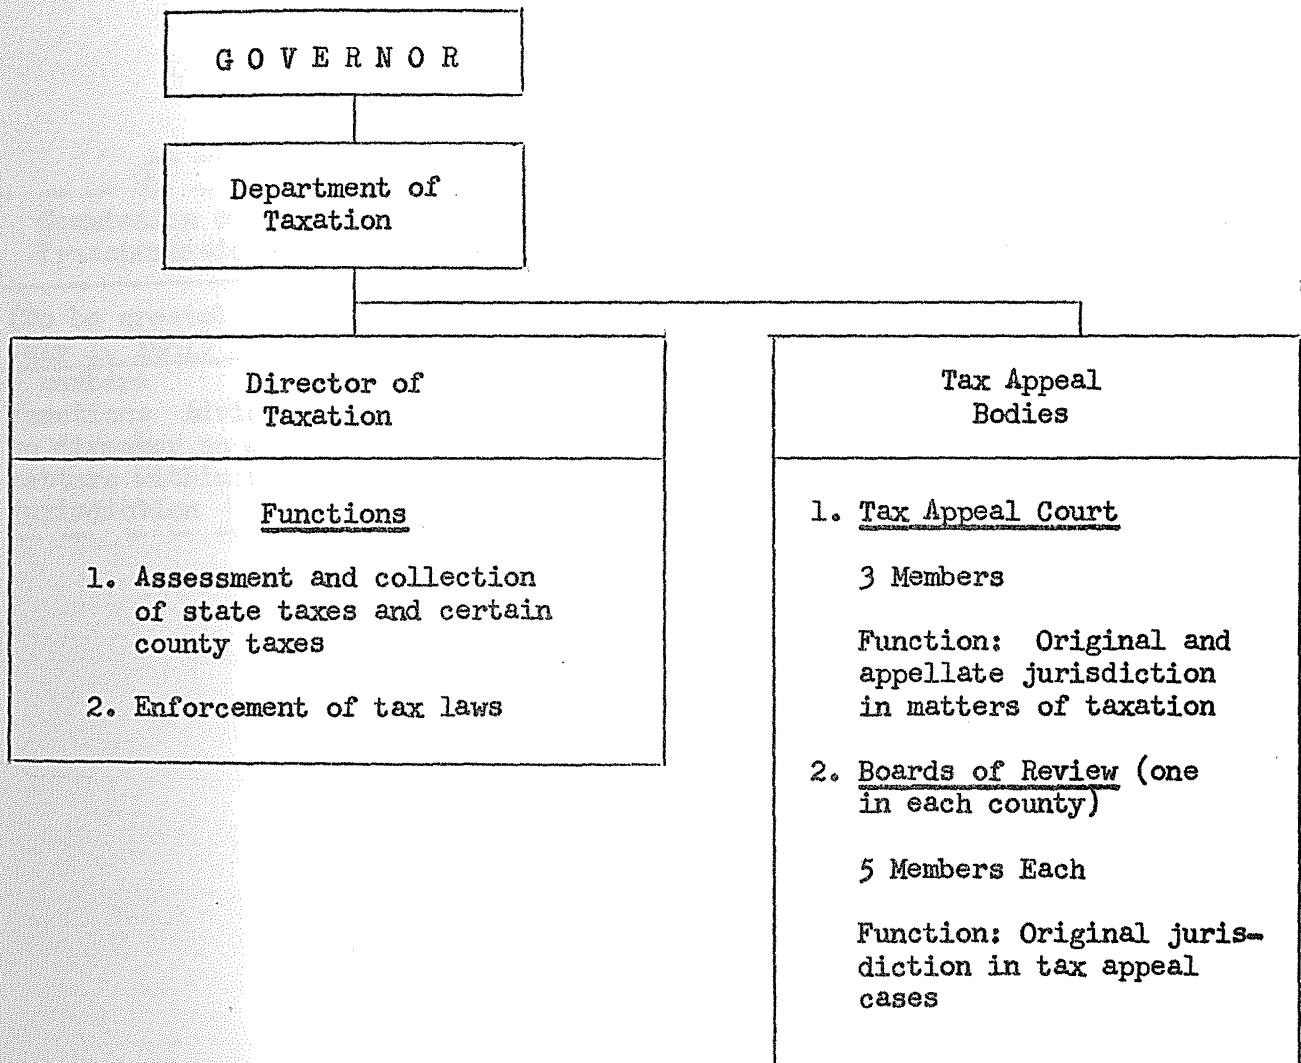 G O V E R N O R
Department of
Taxation
Director of
Taxation
Functions
1. Assessment and collection
of state taxes and certain
county taxes
2. Enforcement of tax laws
Tax Appeal
Bodies
1. Tax Appeal Court
3 Members
Function: Original and
appellate jurisdiction
in matters of taxation
2. Boards of Review (one
in each county)
5 Members Each
Function: Original juris-
diction in tax appeal
cases